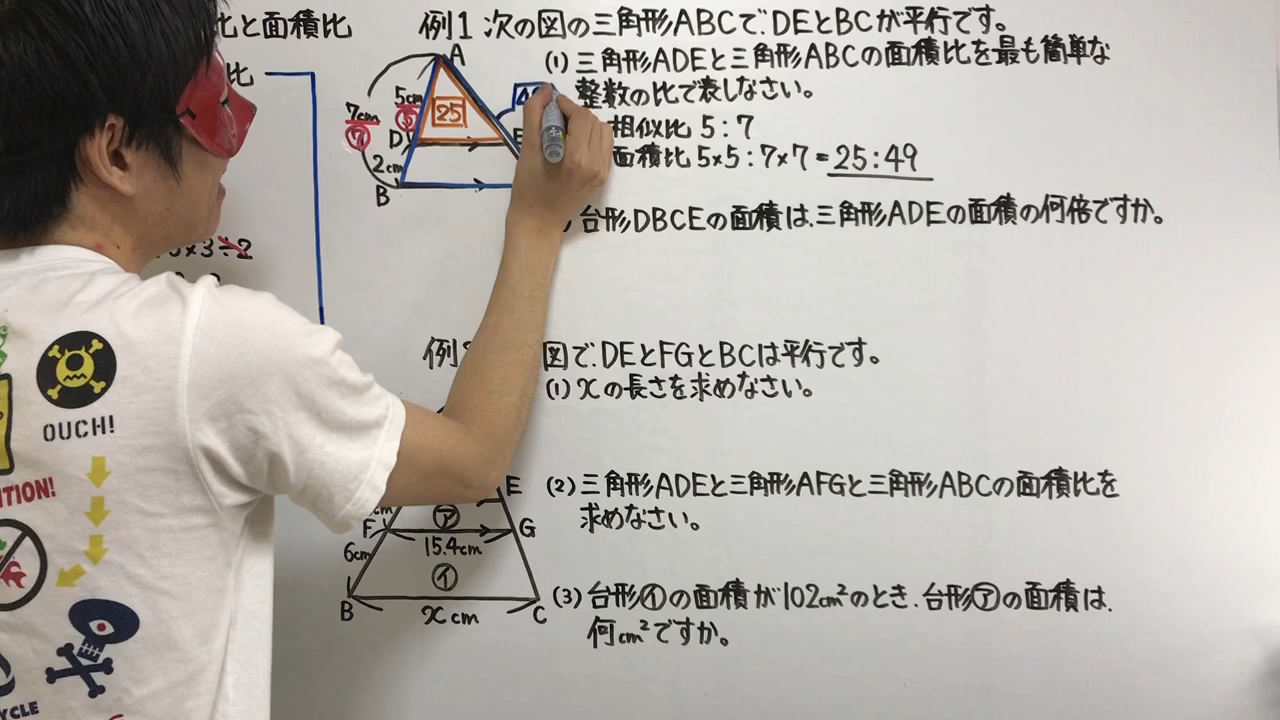 比と面積比
比
×3÷2
例1 次の図の三角形ABCで、DEとBCが平行です。
(1) 三角形ADEと三角形ABCの面積比を最も簡単な
整数の比で表しなさい。
相似比 5:7
面積比 5×5:7×7=25:49
A
5cm
⑤
7cm
⑦
25
D
2cm
B
台形DBCEの面積は、三角形ADEの面積の何倍ですか。
例
図で、DEとFGとBCは平行です。
(1) xの長さを求めなさい。
E
F
㋐
G
15.4cm
6cm
㋑
B
x cm
C
(2) 三角形ADEと三角形AFGと三角形ABCの面積比を
求めなさい。
(3) 台形㋑の面積が102cm²のとき、台形㋐の面積は、
何cm²ですか。
OUCH!
ITION!
YCLE